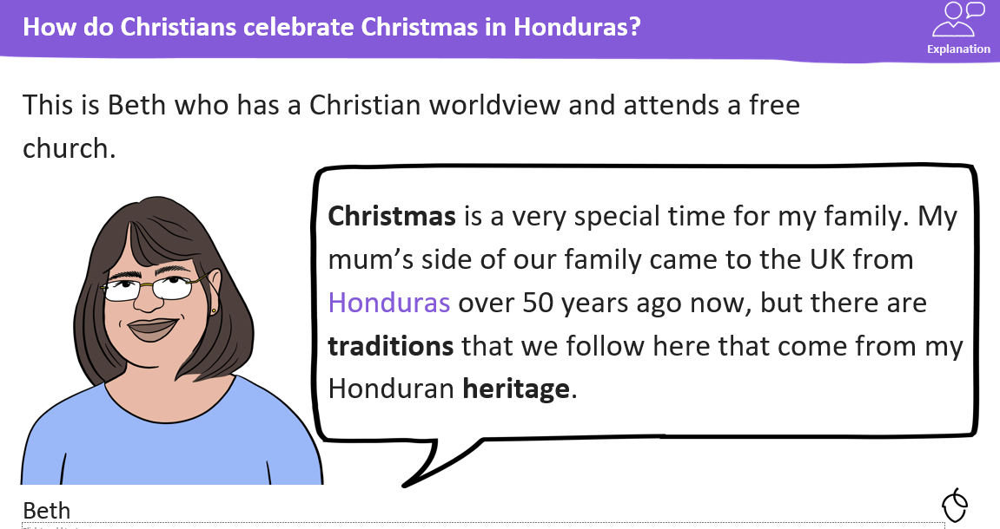 How do Christians celebrate Christmas in Honduras?
Explanation
This is Beth who has a Christian worldview and attends a free
church.
Christmas is a very special time for my family. My
mum’s side of our family came to the UK from
Honduras over 50 years ago now, but there are
traditions that we follow here that come from my
Honduran heritage.
Beth